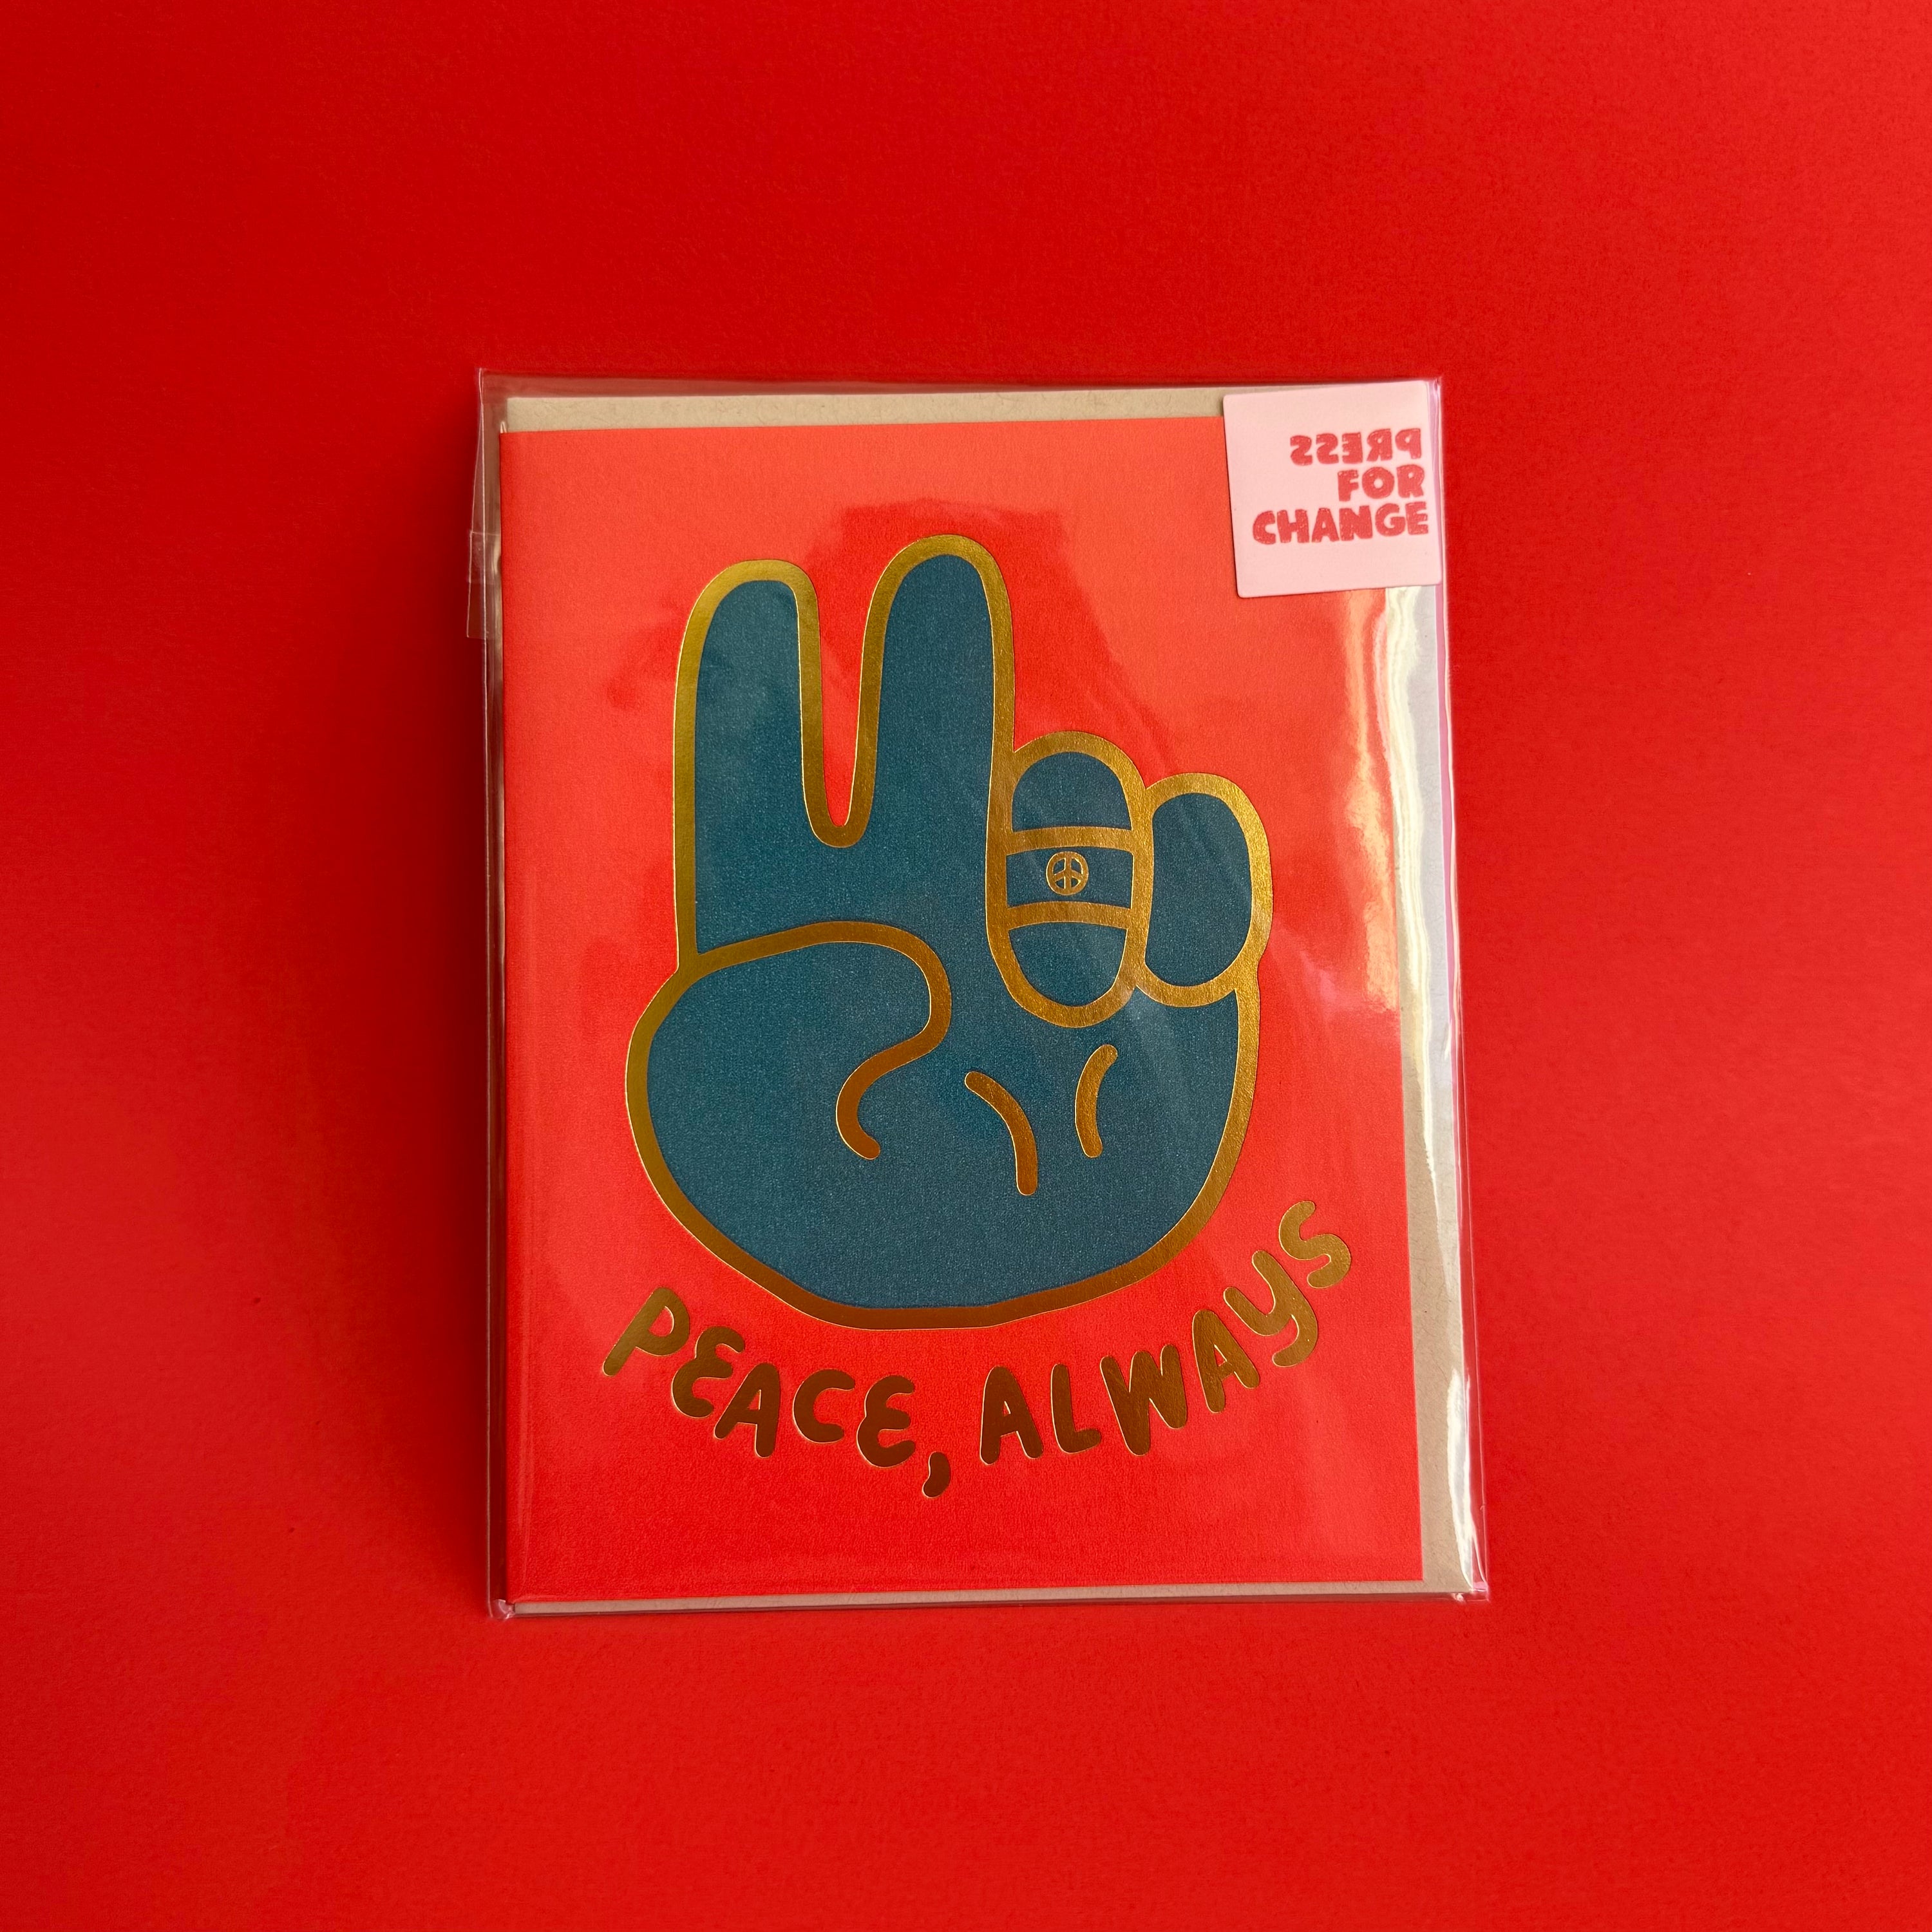 PRESS
FOR
CHANGE
PEACE, ALWAYS